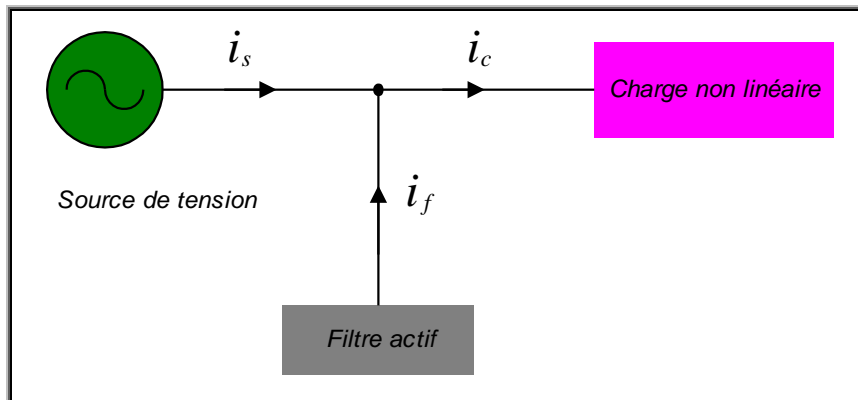 i_s
i_c
Charge non linéaire
Source de tension
i_f
Filtre actif